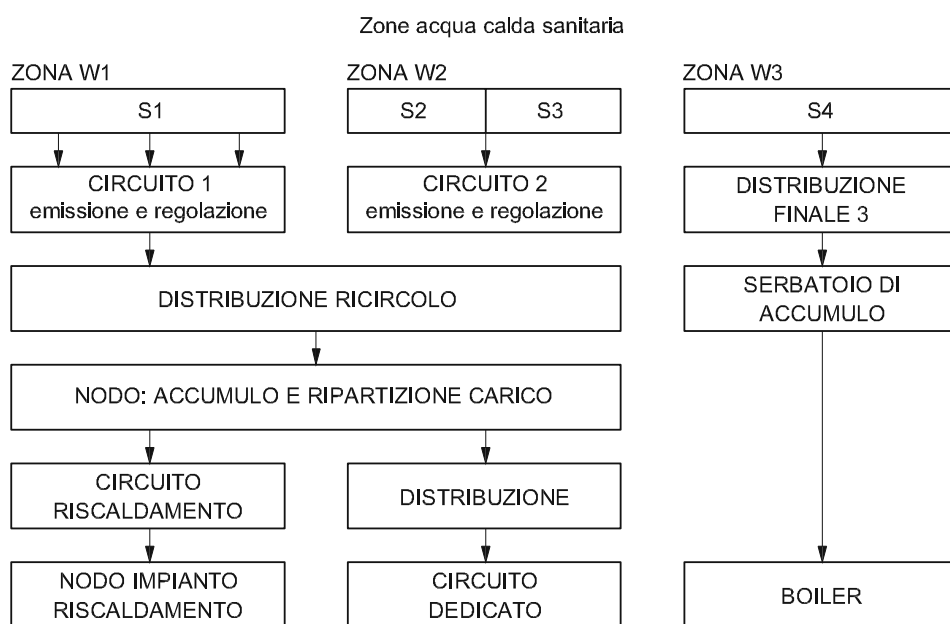 Zone acqua calda sanitaria
ZONA W1
ZONA W2
ZONA W3
S1
S2
S3
S4
CIRCUITO 1
emissione e regolazione
CIRCUITO 2
emissione e regolazione
DISTRIBUZIONE
FINALE 3
DISTRIBUZIONE RICIRCOLO
SERBATOIO DI
ACCUMULO
NODO: ACCUMULO E RIPARTIZIONE CARICO
CIRCUITO
RISCALDAMENTO
DISTRIBUZIONE
NODO IMPIANTO
RISCALDAMENTO
CIRCUITO
DEDICATO
BOILER